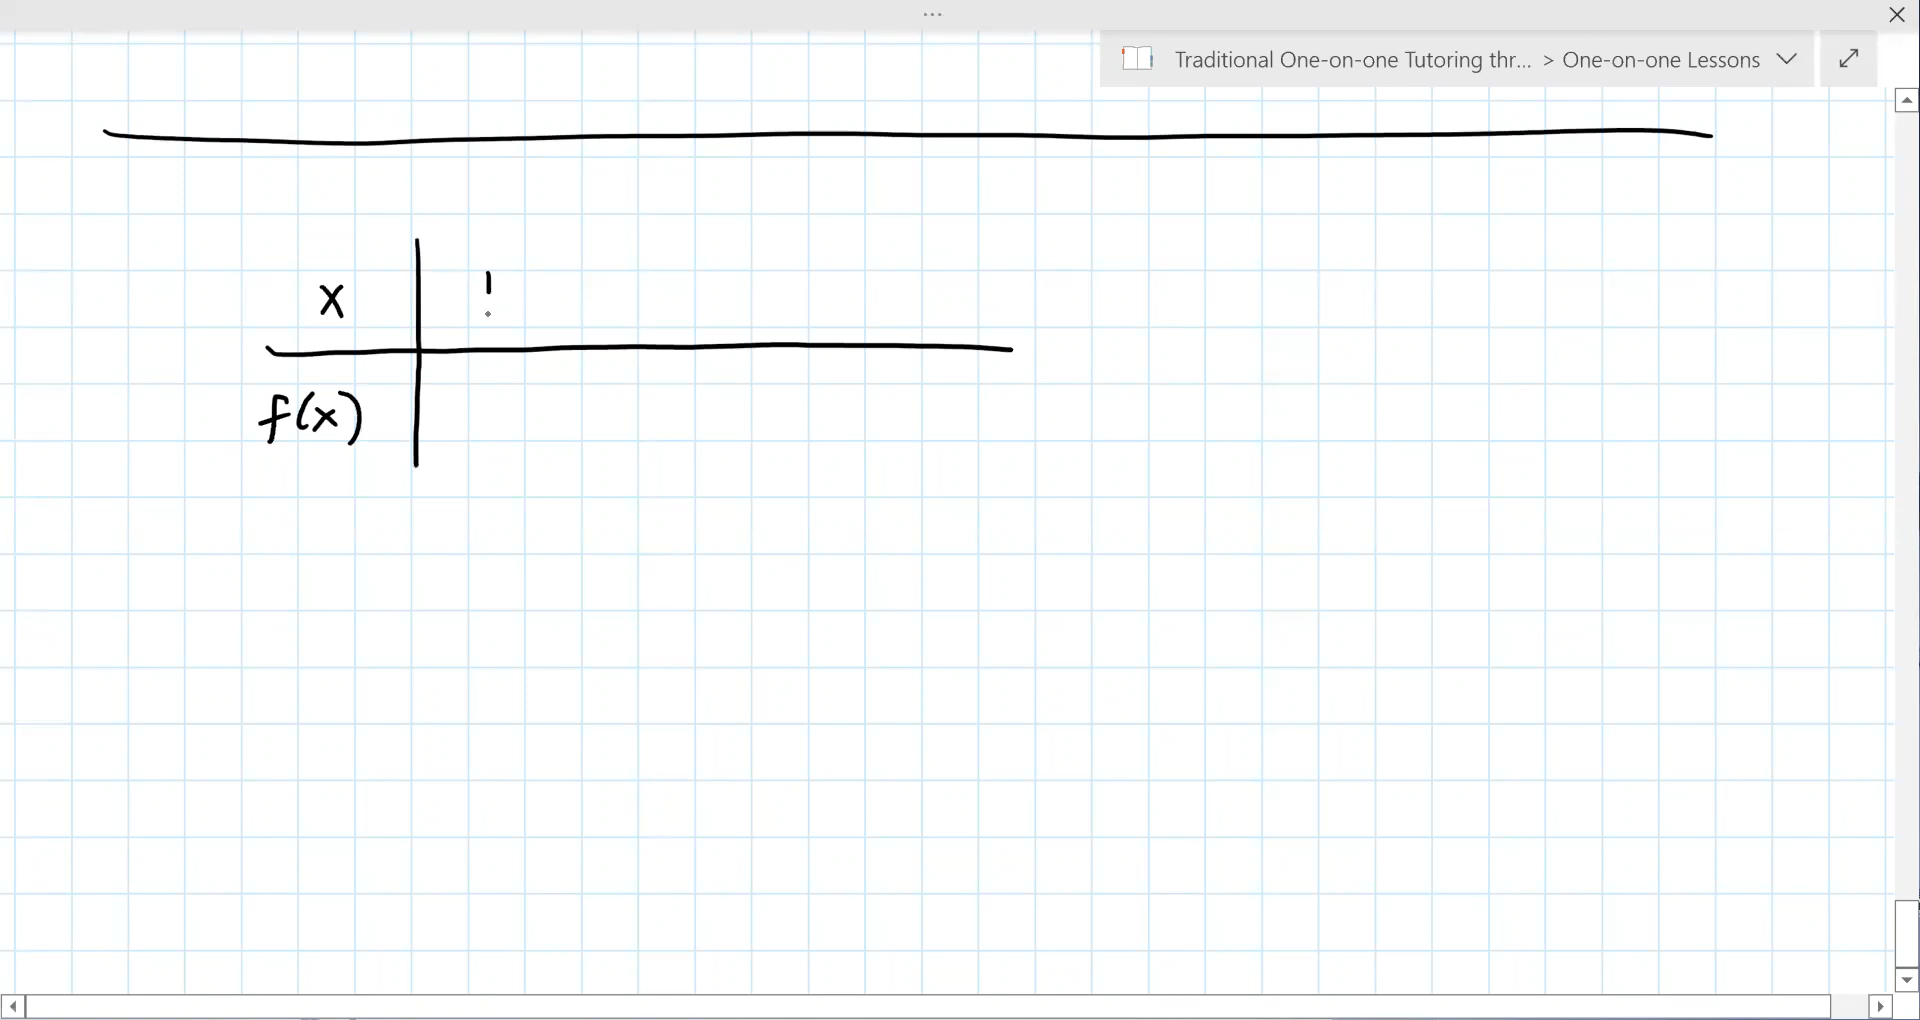 Traditional One-on-one Tutoring thr... > One-on-one Lessons
x
f(x)